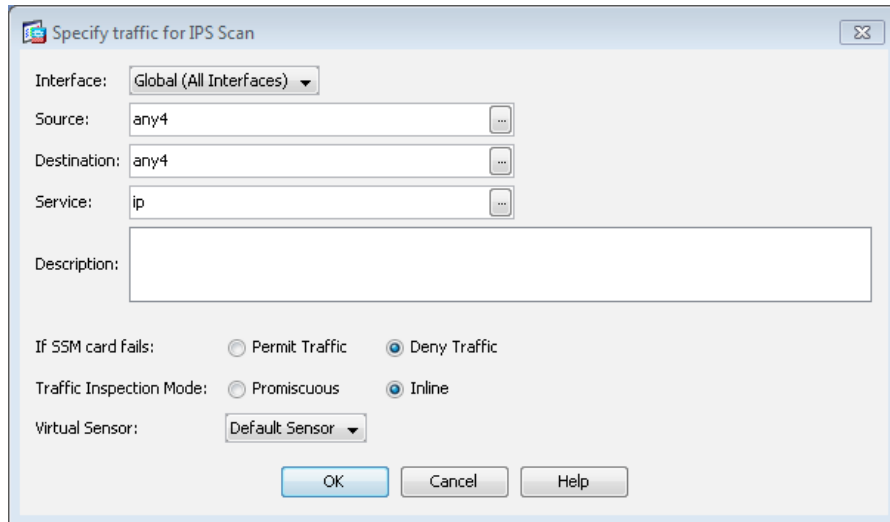 Specify traffic for IPS Scan
Interface: Global (All Interfaces)
Source: any4 ...
Destination: any4 ...
Service: ip ...
Description:
If SSM card fails: Permit Traffic Deny Traffic
Traffic Inspection Mode: Promiscuous Inline
Virtual Sensor: Default Sensor
OK Cancel Help